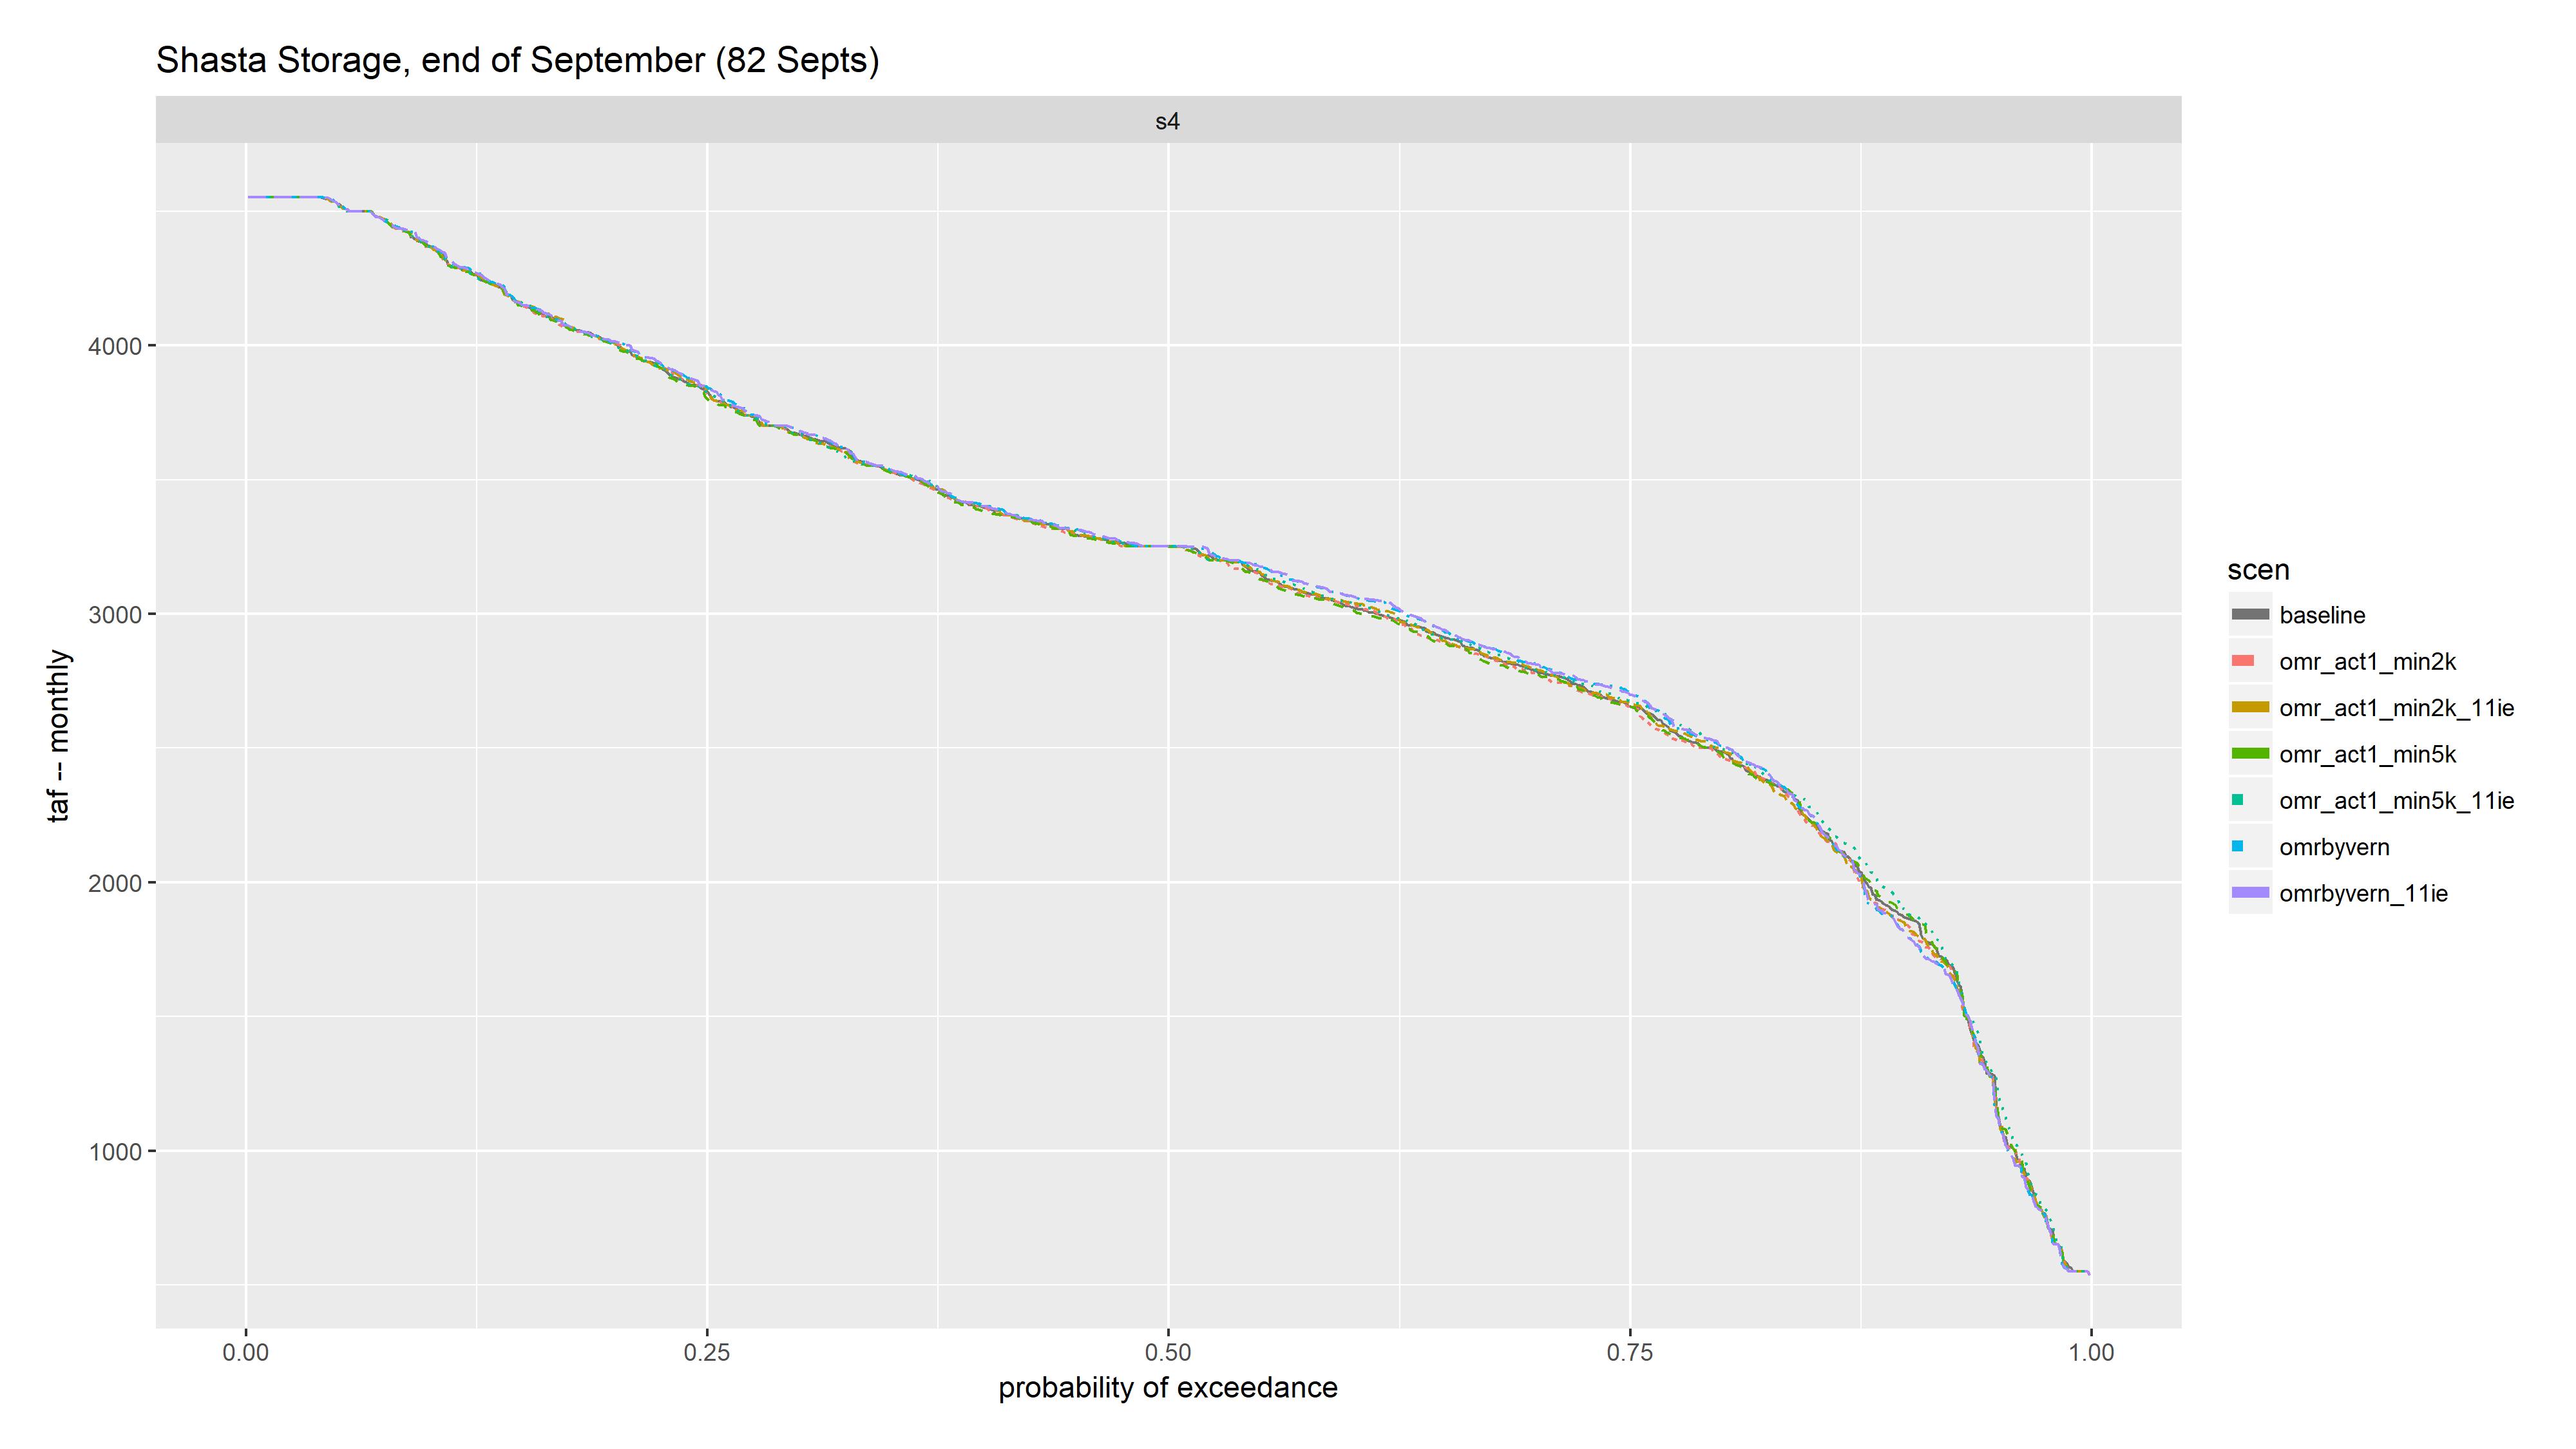 Shasta Storage, end of September (82 Septs)
s4
4000
3000
2000
1000
taf -- monthly
0.00
0.25
0.50
0.75
1.00
probability of exceedance
scen
baseline
omr_act1_min2k
omr_act1_min2k_11ie
omr_act1_min5k
omr_act1_min5k_11ie
omrbyvern
omrbyvern_11ie